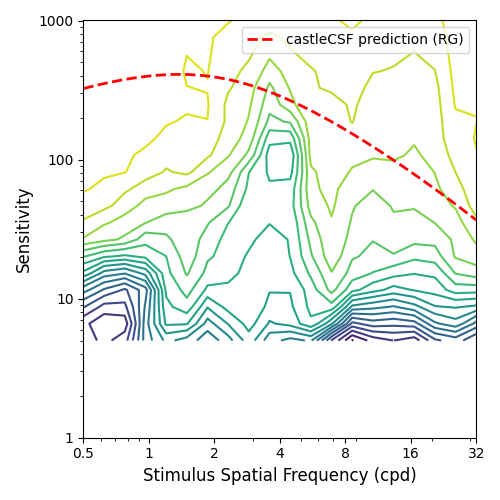 1000
castleCSF prediction (RG)
100
Sensitivity
10
1
0.5 1 2 4 8 16 32
Stimulus Spatial Frequency (cpd)